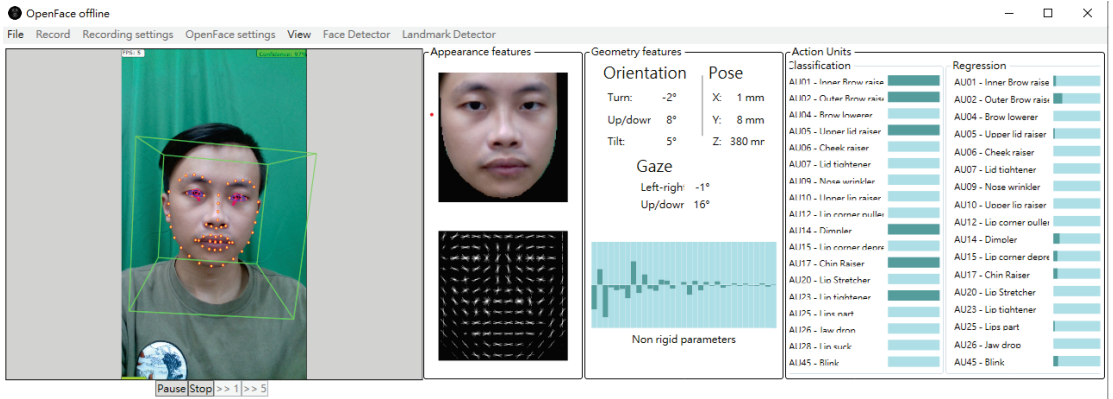 OpenFace offline
File Record Recording settings OpenFace settings View Face Detector Landmark Detector
FPS: 5
Confidence: 97%
Appearance features
Geometry features
Orientation
Turn: -2°
Up/dowr 8°
Tilt: 5°
Pose
X: 1 mm
Y: 8 mm
Z: 380 mr
Gaze
Left-righ -1°
Up/dowr 16°
Non rigid parameters
Action Units
Classification
AU01 - Inner Brow raise
AU02 - Outer Brow raise
AU04 - Brow lowerer
AU05 - Upper lid raiser
AU06 - Cheek raiser
AU07 - Lid tightener
AU09 - Nose wrinkler
AU10 - Upper lip raiser
AU12 - Lip corner puller
AU14 - Dimpler
AU15 - Lip corner depre
AU17 - Chin Raiser
AU20 - Lip Stretcher
AU23 - Lip tightener
AU25 - Lips part
AU26 - Jaw drop
AU28 - Lip suck
AU45 - Blink
Regression
AU01 - Inner Brow raise
AU02 - Outer Brow raise
AU04 - Brow lowerer
AU05 - Upper lid raiser
AU06 - Cheek raiser
AU07 - Lid tightener
AU09 - Nose wrinkler
AU10 - Upper lip raiser
AU12 - Lip corner puller
AU14 - Dimpler
AU15 - Lip corner depre
AU17 - Chin Raiser
AU20 - Lip Stretcher
AU23 - Lip tightener
AU25 - Lips part
AU26 - Jaw drop
AU45 - Blink
Pause Stop >> 1 >> 5